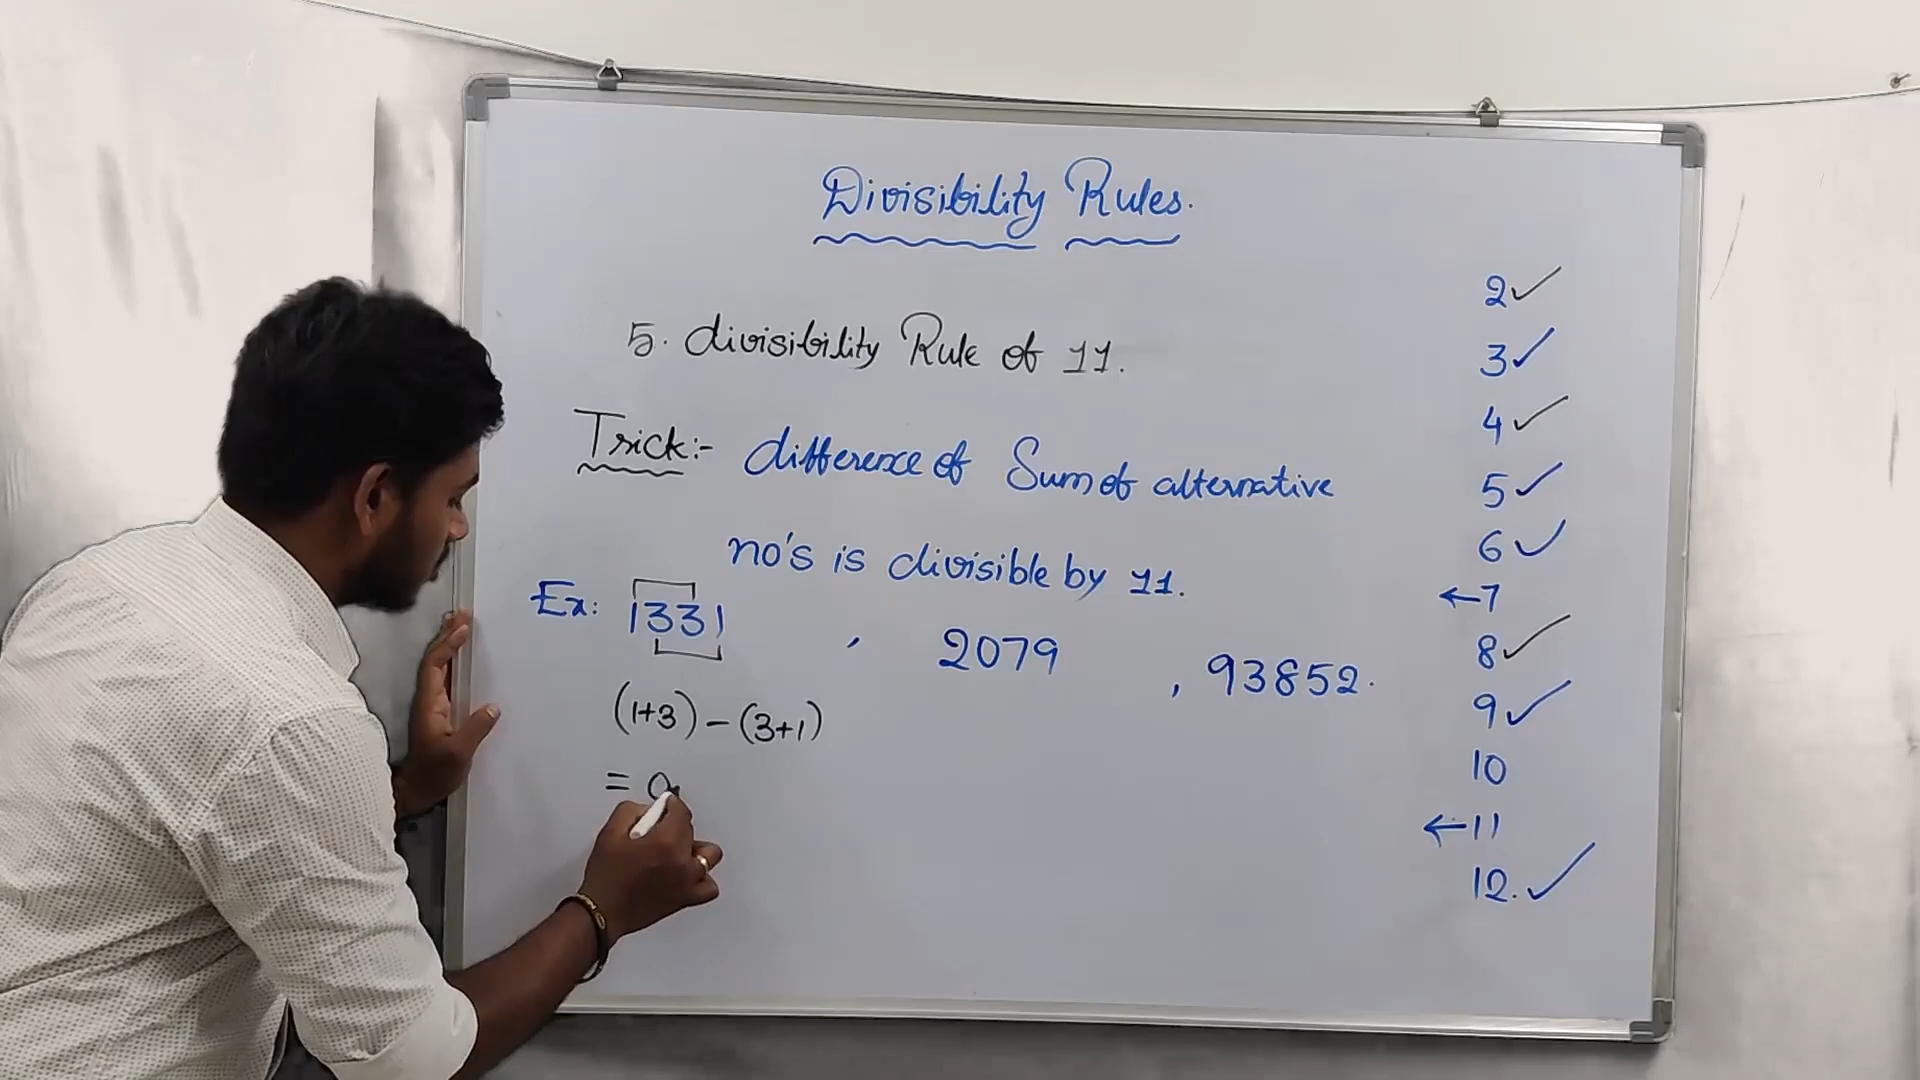 Divisibility Rules.
5. divisibility Rule of 11.
Trick:- difference of Sum of alternative
no's is divisible by 11.
Ex: 1331 , 2079 , 93852.
(1+3) - (3+1)
= 0
2 ✓
3 ✓
4 ✓
5 ✓
6 ✓
←7
8 ✓
9 ✓
10
←11
12. ✓